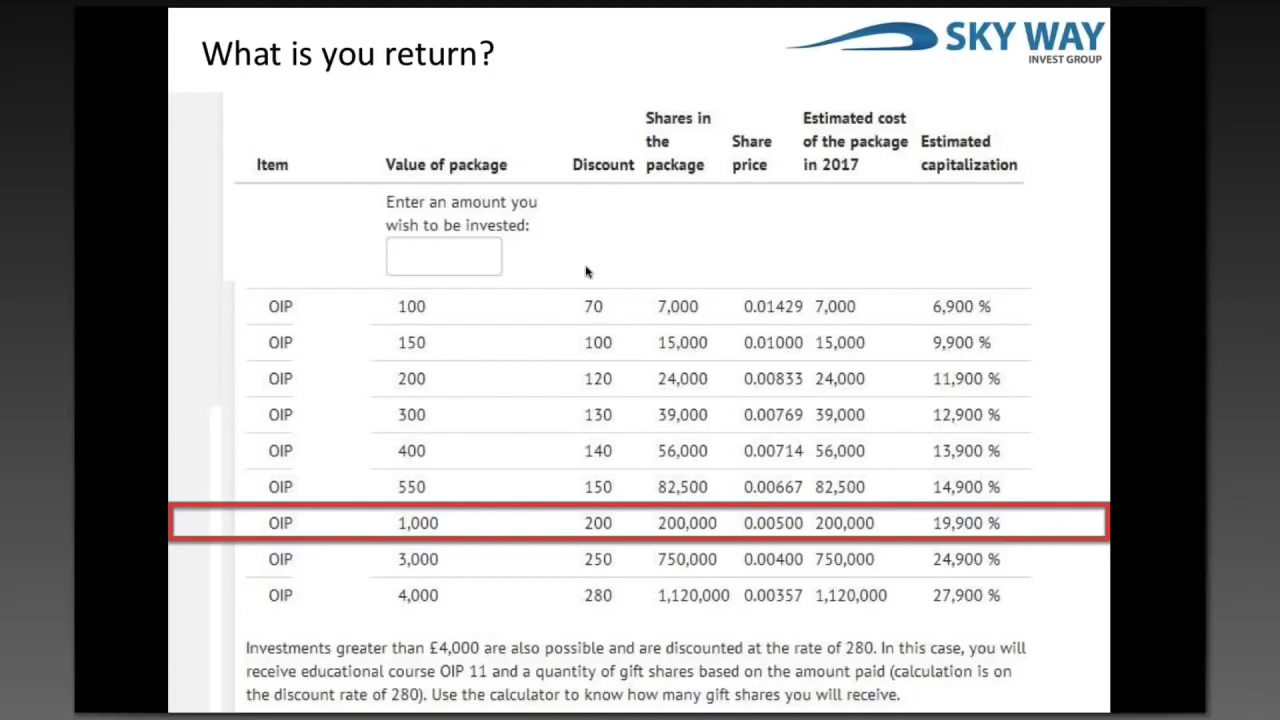 What is you return?
SKY WAY
INVEST GROUP
Item Value of package Discount Shares in the package Share price Estimated cost of the package in 2017 Estimated capitalization
Enter an amount you
wish to be invested:
OIP 100 70 7,000 0.01429 7,000 6,900 %
OIP 150 100 15,000 0.01000 15,000 9,900 %
OIP 200 120 24,000 0.00833 24,000 11,900 %
OIP 300 130 39,000 0.00769 39,000 12,900 %
OIP 400 140 56,000 0.00714 56,000 13,900 %
OIP 550 150 82,500 0.00667 82,500 14,900 %
OIP 1,000 200 200,000 0.00500 200,000 19,900 %
OIP 3,000 250 750,000 0.00400 750,000 24,900 %
OIP 4,000 280 1,120,000 0.00357 1,120,000 27,900 %
Investments greater than £4,000 are also possible and are discounted at the rate of 280. In this case, you will
receive educational course OIP 11 and a quantity of gift shares based on the amount paid (calculation is on
the discount rate of 280). Use the calculator to know how many gift shares you will receive.